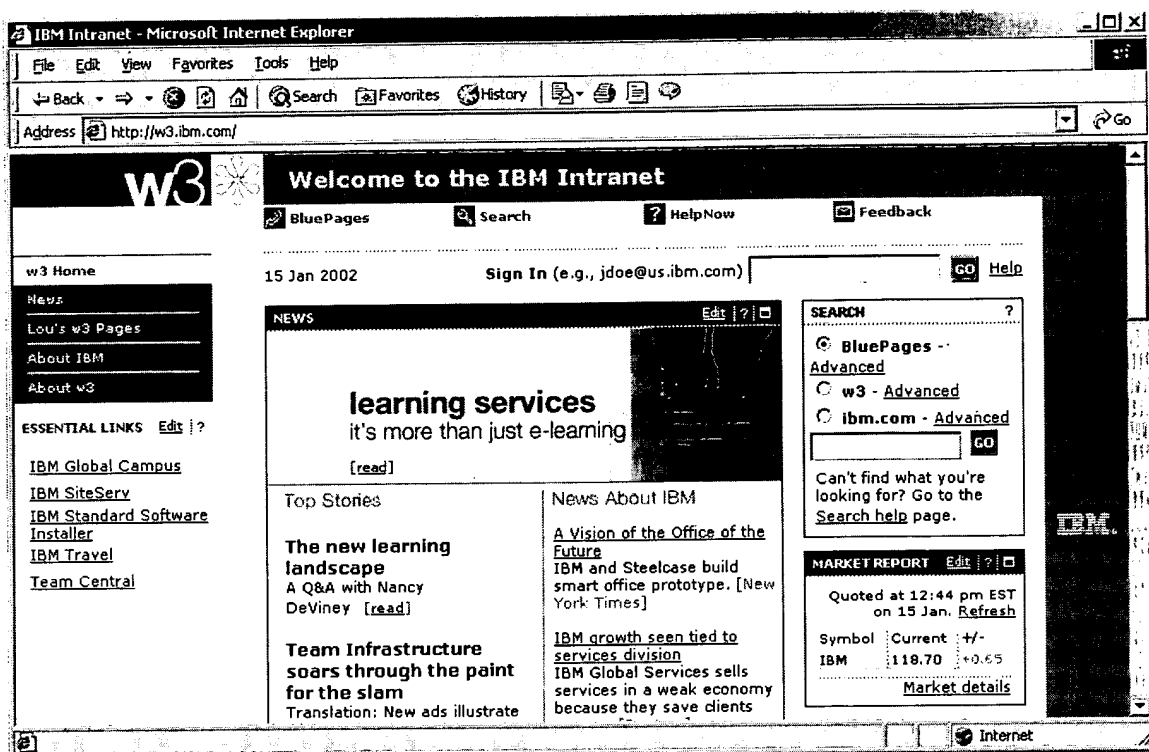 IBM Intranet - Microsoft Internet Explorer
File Edit View Favorites Tools Help
Back Search Favorites History
Address http://w3.ibm.com/ Go
w3 Welcome to the IBM Intranet
BluePages Search HelpNow Feedback
w3 Home
News
Lou's w3 Pages
About IBM
About w3
ESSENTIAL LINKS Edit ?
IBM Global Campus
IBM SiteServ
IBM Standard Software
Installer
IBM Travel
Team Central
15 Jan 2002 Sign In (e.g., jdoe@us.ibm.com) GO Help
NEWS Edit ?
learning services
it's more than just e-learning
[read]
Top Stories
The new learning
landscape
A Q&A with Nancy
DeViney [read]
Team Infrastructure
soars through the paint
for the slam
Translation: New ads illustrate
News About IBM
A Vision of the Office of the
Future
IBM and Steelcase build
smart office prototype. [New
York Times]
IBM growth seen tied to
services division
IBM Global Services sells
services in a weak economy
because they save clients
SEARCH ?
BluePages -
Advanced
w3 - Advanced
ibm.com - Advanced
GO
Can't find what you're
looking for? Go to the
Search help page.
IBM.
MARKET REPORT Edit ?
Quoted at 12:44 pm EST
on 15 Jan. Refresh
Symbol Current +/-
IBM 118.70 +0.65
Market details
Internet